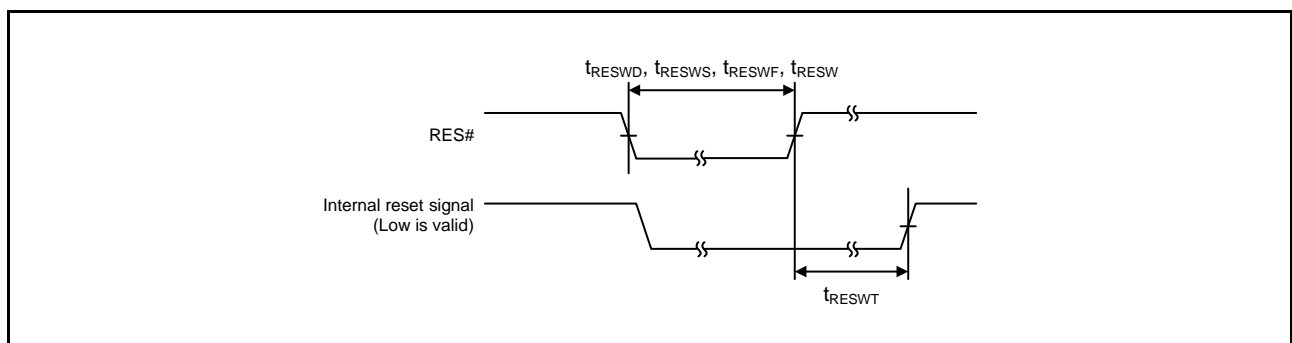 tRESWD, tRESWS, tRESWF, tRESW
RES#
Internal reset signal
(Low is valid)
tRESWT